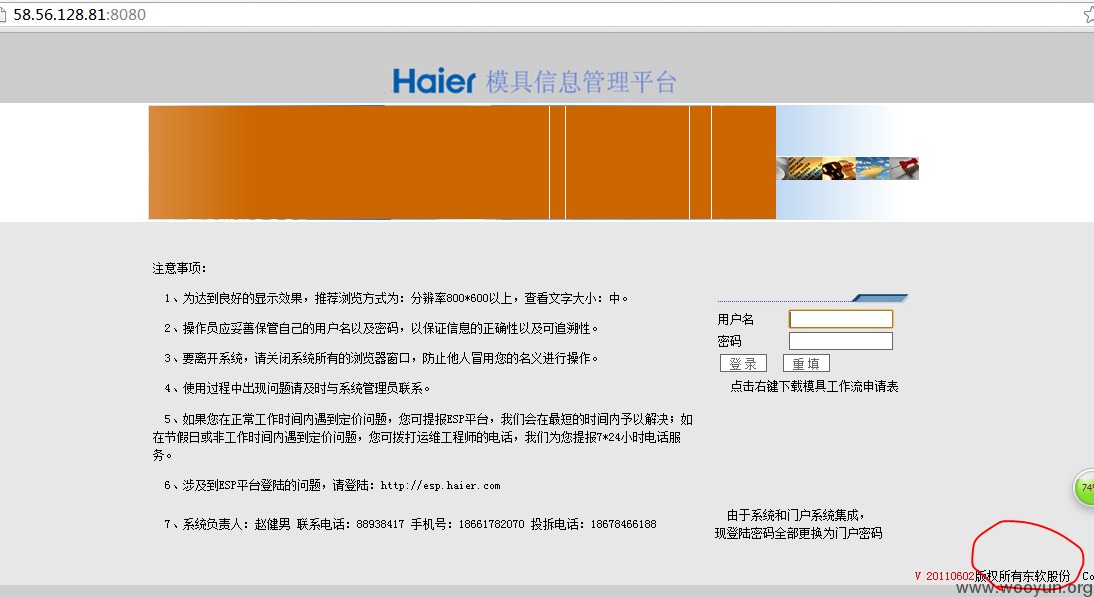 58.56.128.81:8080
Haier 模具信息管理平台
注意事项:
1、为达到良好的显示效果，推荐浏览方式为：分辨率800*600以上，查看文字大小：中。
2、操作员应妥善保管自己的用户名以及密码，以保证信息的正确性以及可追溯性。
3、要离开系统，请关闭系统所有的浏览器窗口，防止他人冒用您的名义进行操作。
4、使用过程中出现问题请及时与系统管理员联系。
5、如果您在正常工作时间内遇到定价问题，您可提报ESP平台，我们会在最短的时间内予以解决；如
在节假日或非工作时间内遇到定价问题，您可拨打运维工程师的电话，我们为您提报7*24小时电话服
务。
6、涉及到ESP平台登陆的问题，请登陆：http://esp.haier.com
7、系统负责人：赵健男 联系电话：88938417 手机号：18661782070 投拆电话：18678466188
用户名
密码
登 录 重 填
点击右键下载模具工作流申请表
由于系统和门户系统集成，
现登陆密码全部更换为门户密码
74%
V 20110602版权所有东软股份 Co
www.wooyun.org